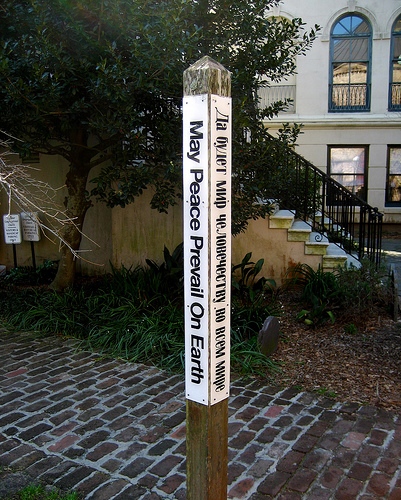 May Peace Prevail On Earth
Да будет мир человечеству во всем мире